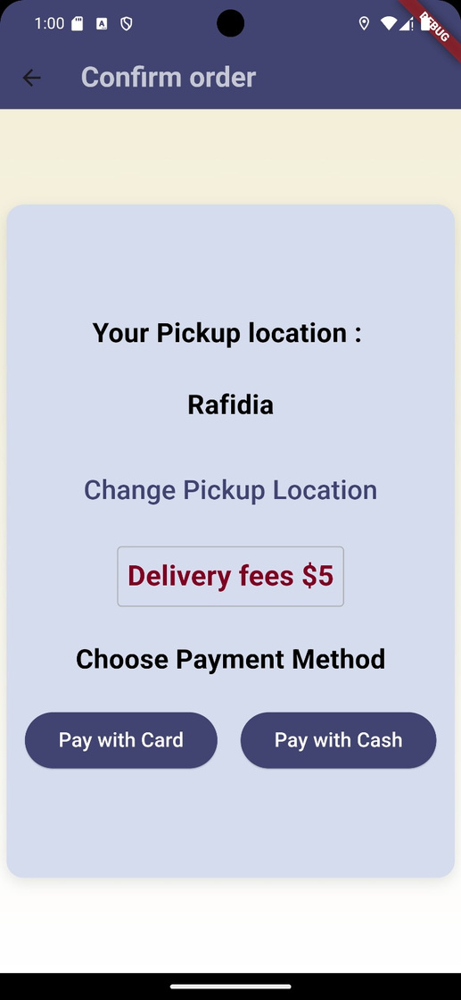 1:00
DEBUG
Confirm order
Your Pickup location :
Rafidia
Change Pickup Location
Delivery fees $5
Choose Payment Method
Pay with Card
Pay with Cash